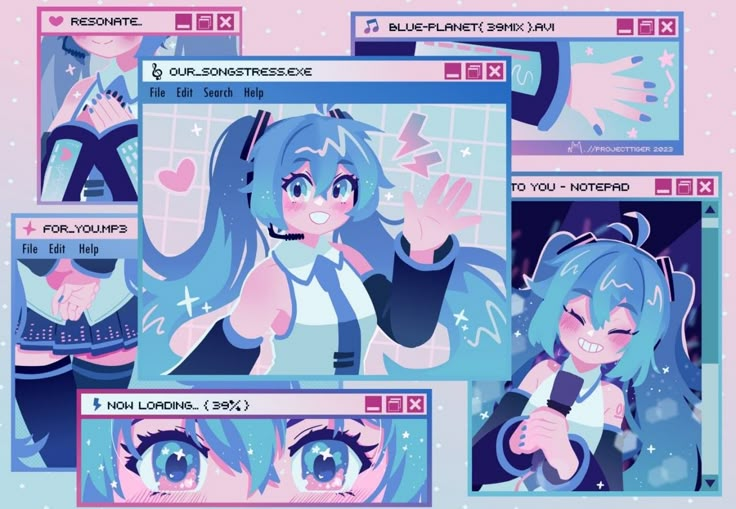 RESONATE..
BLUE-PLANET{ 39MIX }.AVI
OUR_SONGSTRESS.EXE
File Edit Search Help
//PROJECTTIGER 2023
TO YOU - NOTEPAD
FOR_YOU.MP3
File Edit Help
NOW LOADING... { 39% }